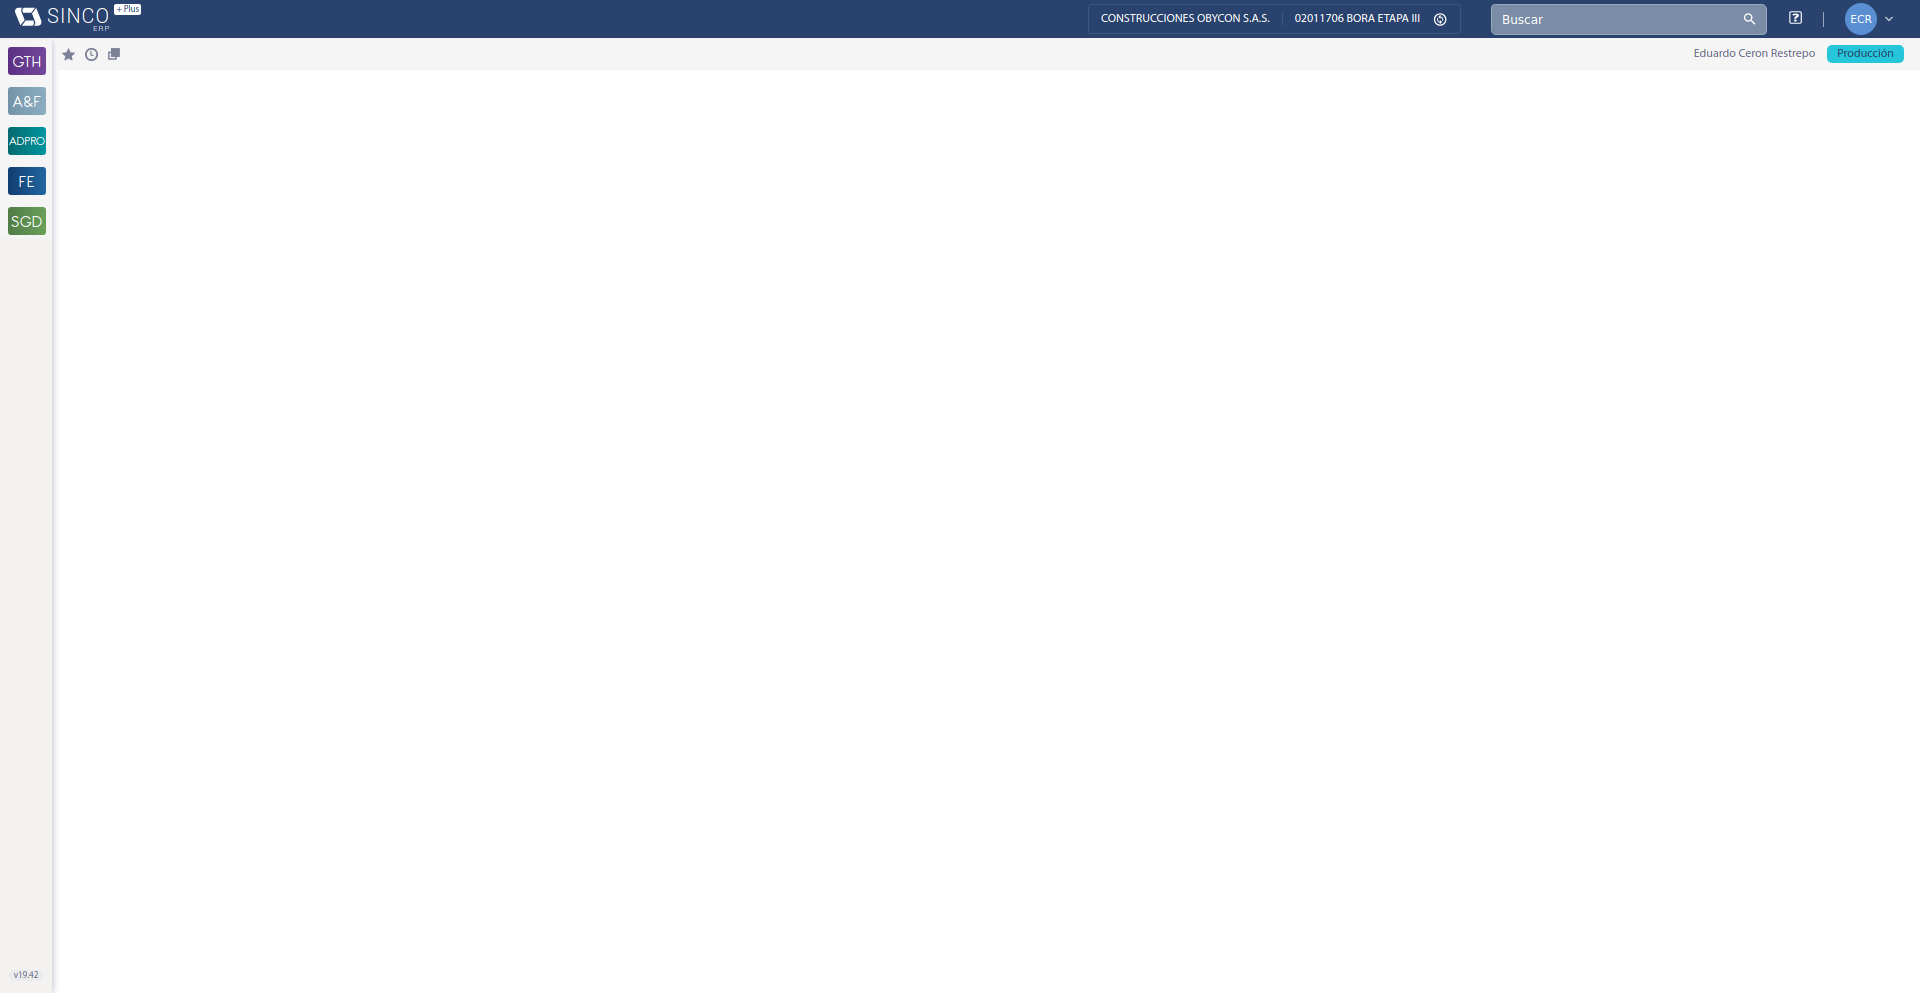 SINCO + Plus
ERP
CONSTRUCCIONES OBYCON S.A.S. 02011706 BORA ETAPA III
Buscar
ECR
Eduardo Ceron Restrepo Producción
GTH
A&F
ADPRO
FE
SGD
v19.42